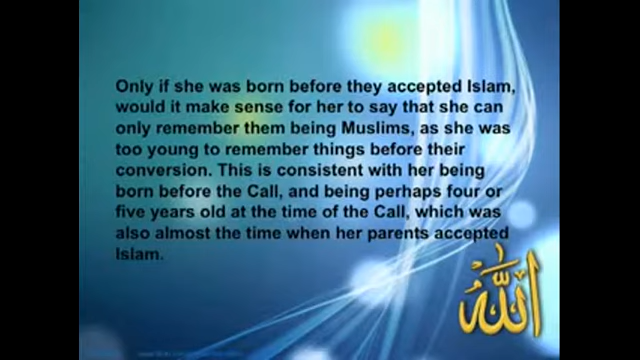 Only if she was born before they accepted Islam,
would it make sense for her to say that she can
only remember them being Muslims, as she was
too young to remember things before their
conversion. This is consistent with her being
born before the Call, and being perhaps four or
five years old at the time of the Call, which was
also almost the time when her parents accepted
Islam.
الله